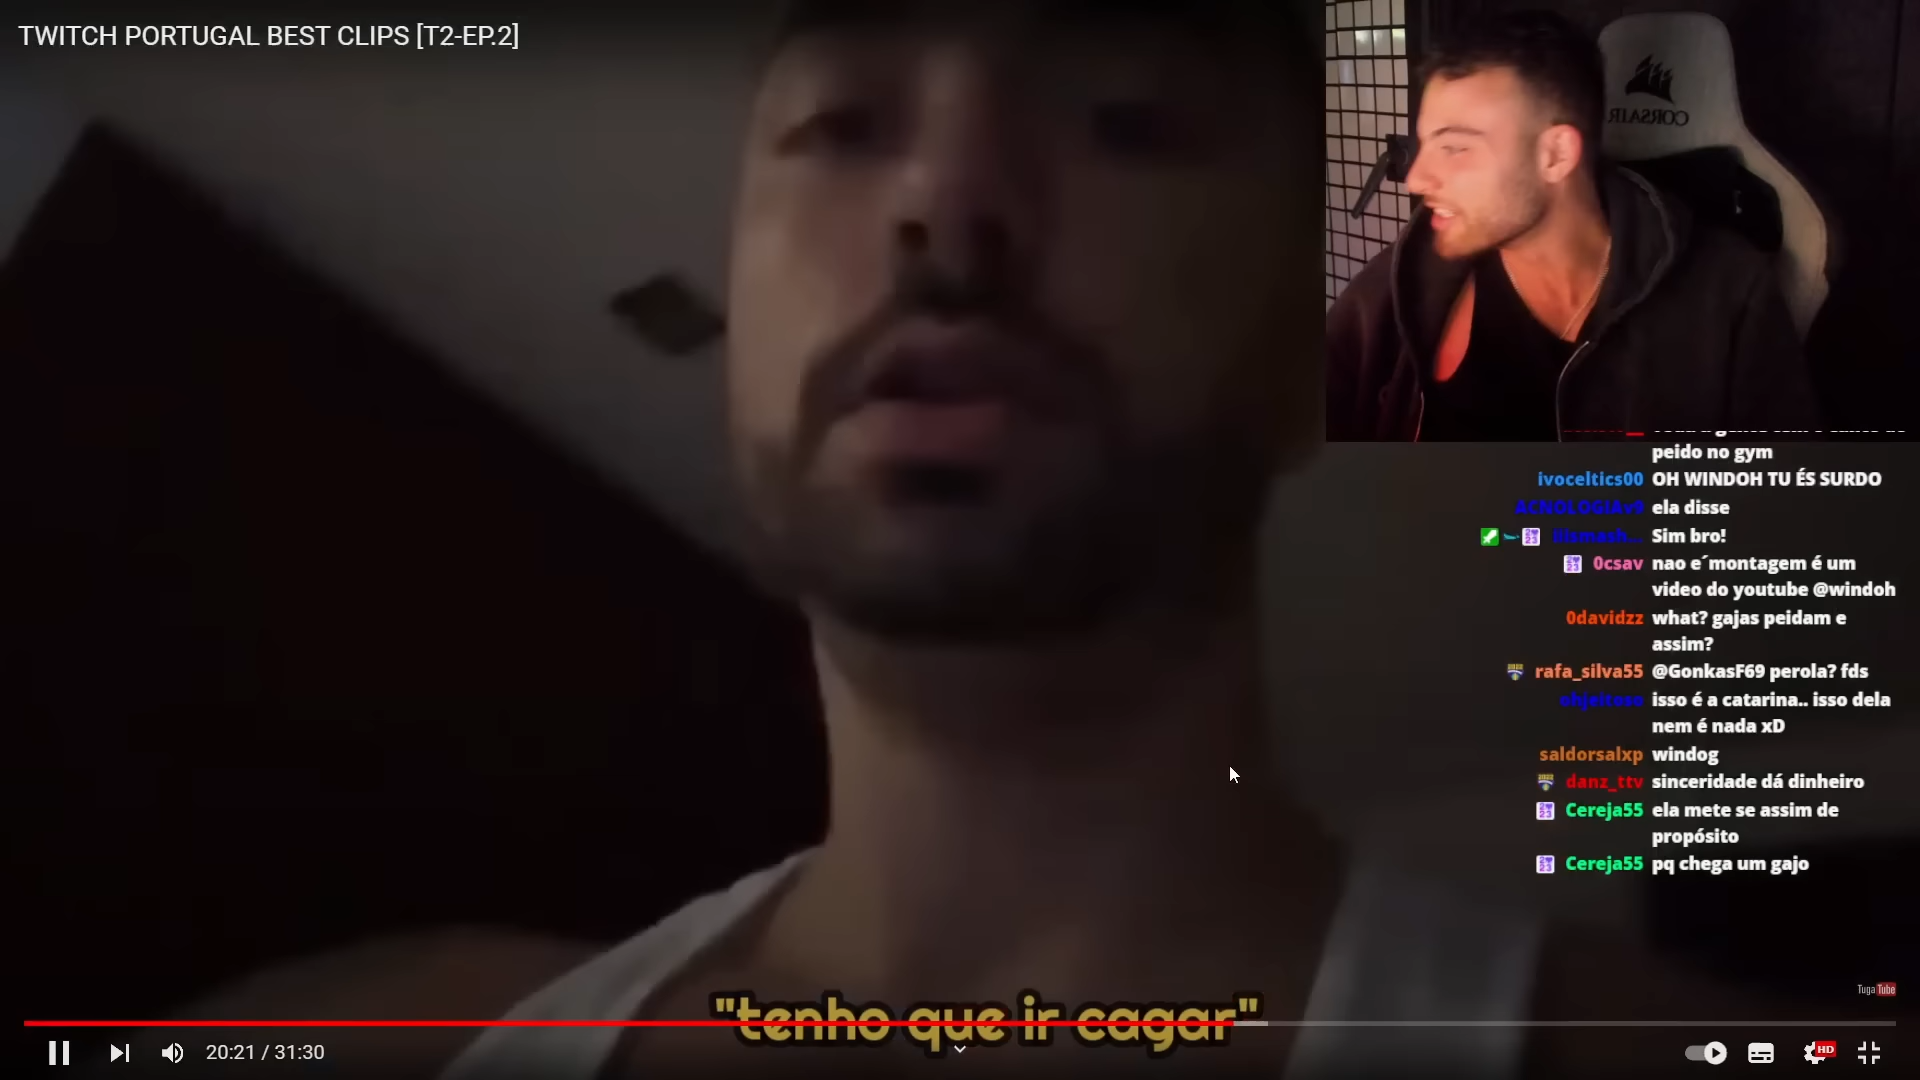 TWITCH PORTUGAL BEST CLIPS [T2-EP.2]
CORSAIR
peido no gym
ivoceltics00 OH WINDOH TU ÉS SURDO
ACNOLOGIAv9 ela disse
Sim bro!
0csav nao e´montagem é um
video do youtube @windoh
0davidzz what? gajas peidam e
assim?
rafa_silva55 @GonkasF69 perola? fds
ohjeitoso isso é a catarina.. isso dela
nem é nada xD
saldorsalxp windog
danz_ttv sinceridade dá dinheiro
Cereja55 ela mete se assim de
propósito
Cereja55 pq chega um gajo
TugaTube
"tenho que ir cagar"
20:21 / 31:30
HD